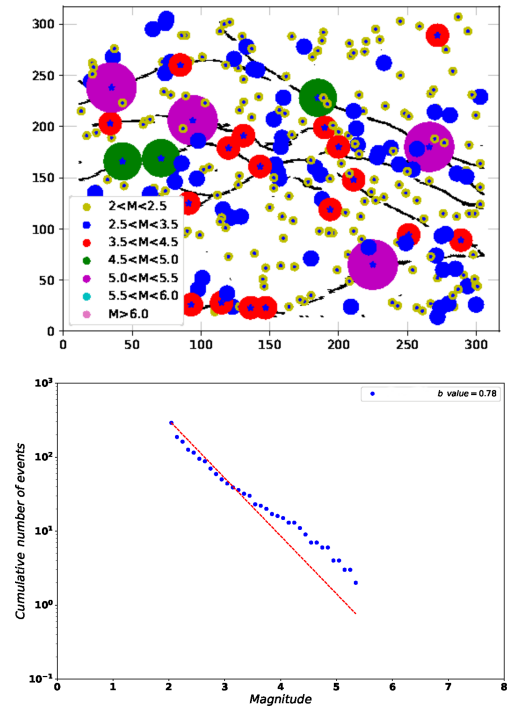 300
250
200
150
100
50
0
2<M<2.5
2.5<M<3.5
3.5<M<4.5
4.5<M<5.0
5.0<M<5.5
5.5<M<6.0
M>6.0
0 50 100 150 200 250 300
10³
10²
10¹
10⁰
10⁻¹
Cumulative number of events
b value = 0.78
0 1 2 3 4 5 6 7 8
Magnitude